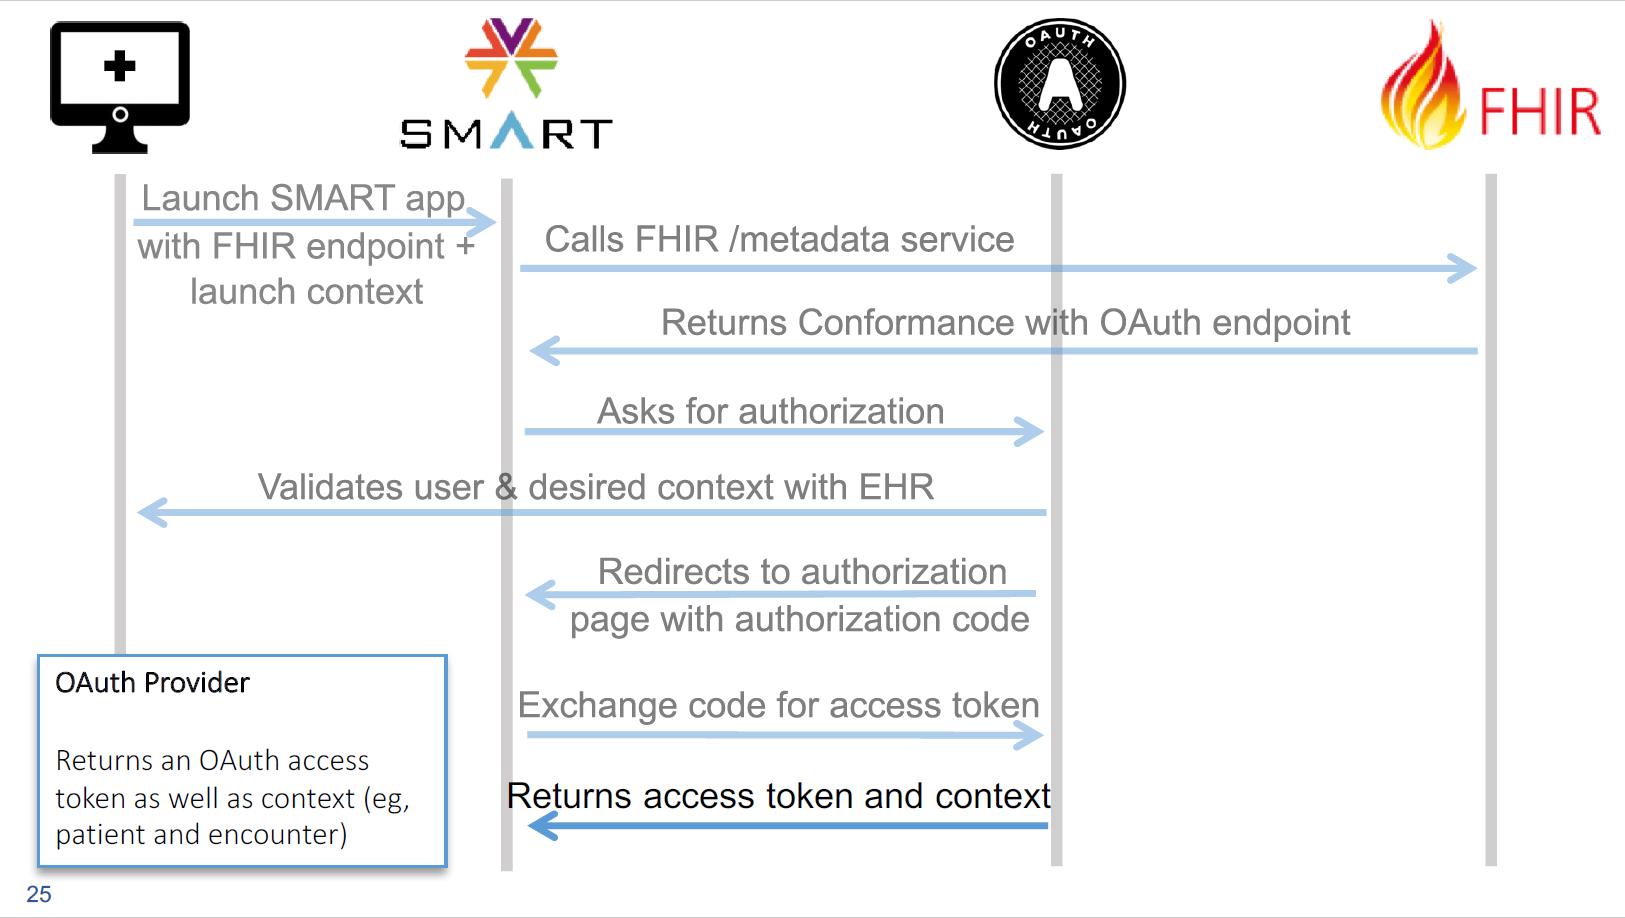 SMART
OAUTH
OAUTH
FHIR
Launch SMART app
with FHIR endpoint +
launch context
Calls FHIR /metadata service
Returns Conformance with OAuth endpoint
Asks for authorization
Validates user & desired context with EHR
Redirects to authorization
page with authorization code
Exchange code for access token
Returns access token and context
OAuth Provider
Returns an OAuth access
token as well as context (eg,
patient and encounter)
25